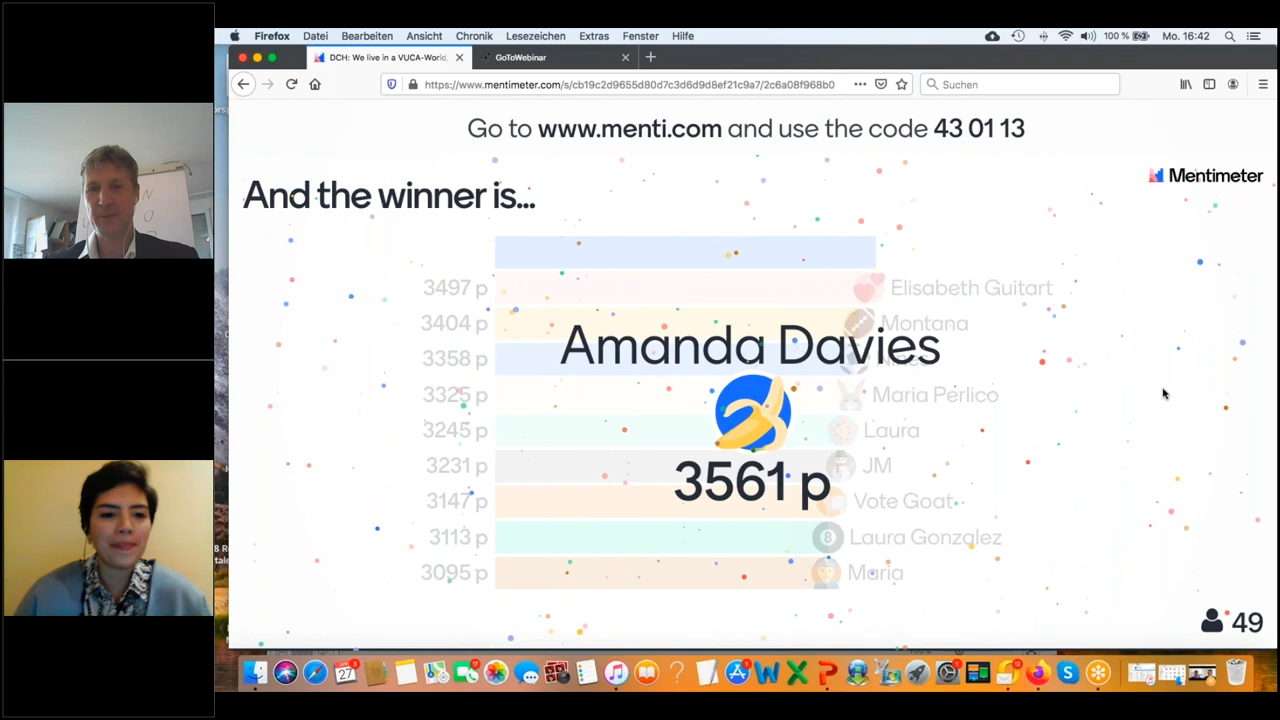 Firefox Datei Bearbeiten Ansicht Chronik Lesezeichen Extras Fenster Hilfe 100 % Mo. 16:42
DCH: We live in a VUCA-World, GoToWebinar
https://www.mentimeter.com/s/cb19c2d9655d80d7c3d6d9d8ef21c9a7/2c6a08f968b0 Suchen
Go to www.menti.com and use the code 43 01 13
Mentimeter
And the winner is...
3497 p Elisabeth Guitart
3404 p Montana
Amanda Davies
3358 p
3325 p Maria Perlico
3245 p Laura
3231 p JM
3561 p
3147 p Vote Goat
3113 p 8 Laura Gonzalez
3095 p Maria
49
27
N
U